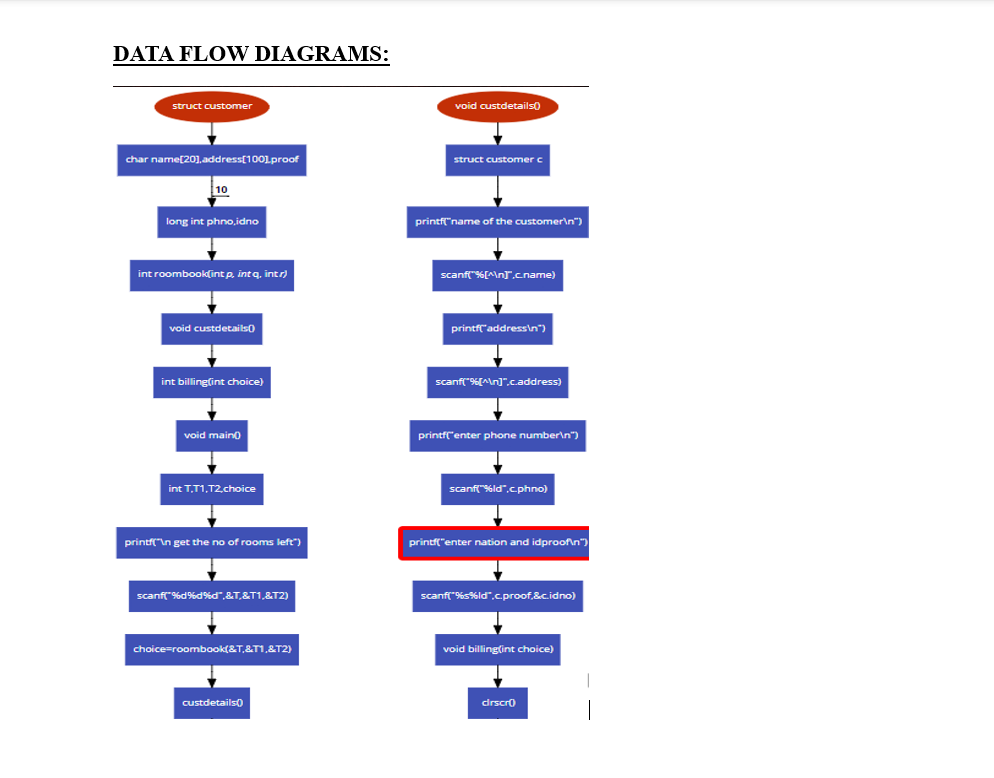 DATA FLOW DIAGRAMS:
struct customer
char name[20],address[100],proof
10
long int phno,idno
int roombook(int p, int q, int r)
void custdetails()
int billing(int choice)
void main()
int T,T1,T2,choice
printf("\n get the no of rooms left")
scanf("%d%d%d",&T,&T1,&T2)
choice=roombook(&T,&T1,&T2)
custdetails()
void custdetails()
struct customer c
printf("name of the customer\n")
scanf("%[^\n]",c.name)
printf("address\n")
scanf("%[^\n]",c.address)
printf("enter phone number\n")
scanf("%ld",c.phno)
printf("enter nation and idproof\n")
scanf("%s%ld",c.proof,&c.idno)
void billing(int choice)
clrscr()